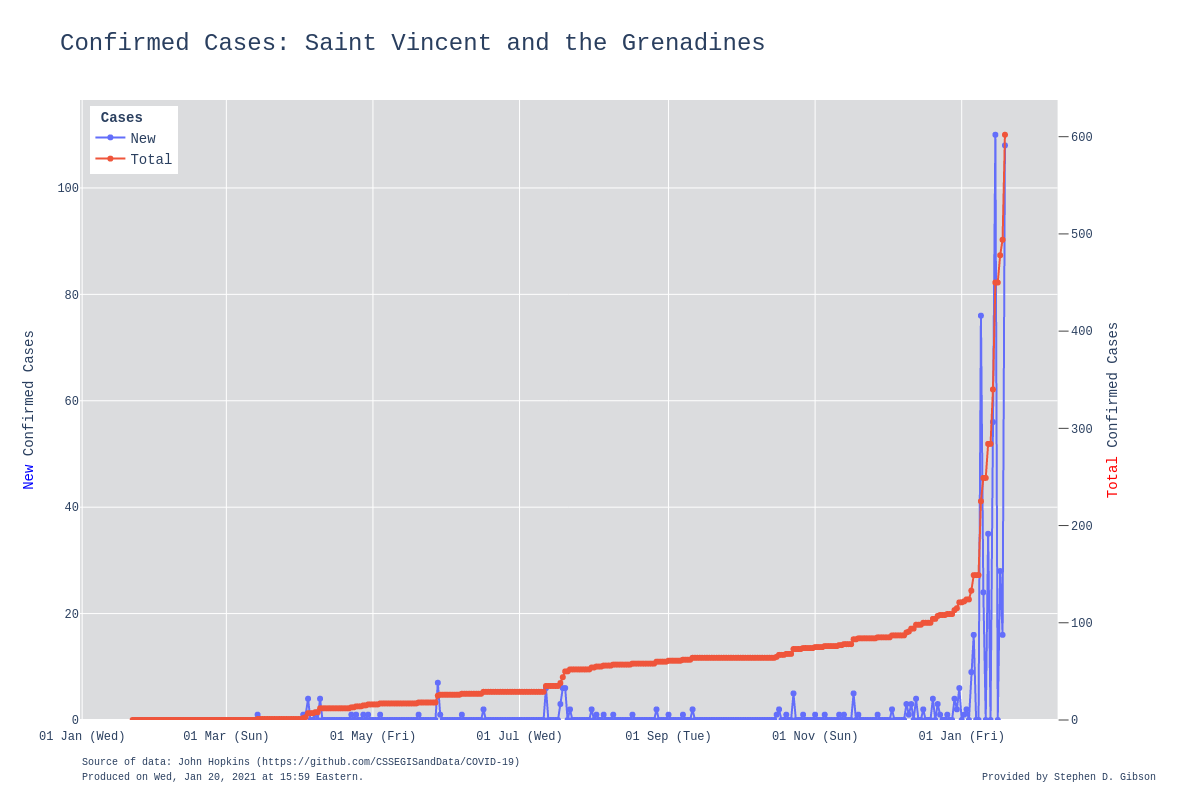 Confirmed Cases: Saint Vincent and the Grenadines
Cases
New
Total
100
80
60
40
20
0
New Confirmed Cases
600
500
400
300
200
100
0
Total Confirmed Cases
01 Jan (Wed) 01 Mar (Sun) 01 May (Fri) 01 Jul (Wed) 01 Sep (Tue) 01 Nov (Sun) 01 Jan (Fri)
Source of data: John Hopkins (https://github.com/CSSEGISandData/COVID-19)
Produced on Wed, Jan 20, 2021 at 15:59 Eastern.
Provided by Stephen D. Gibson